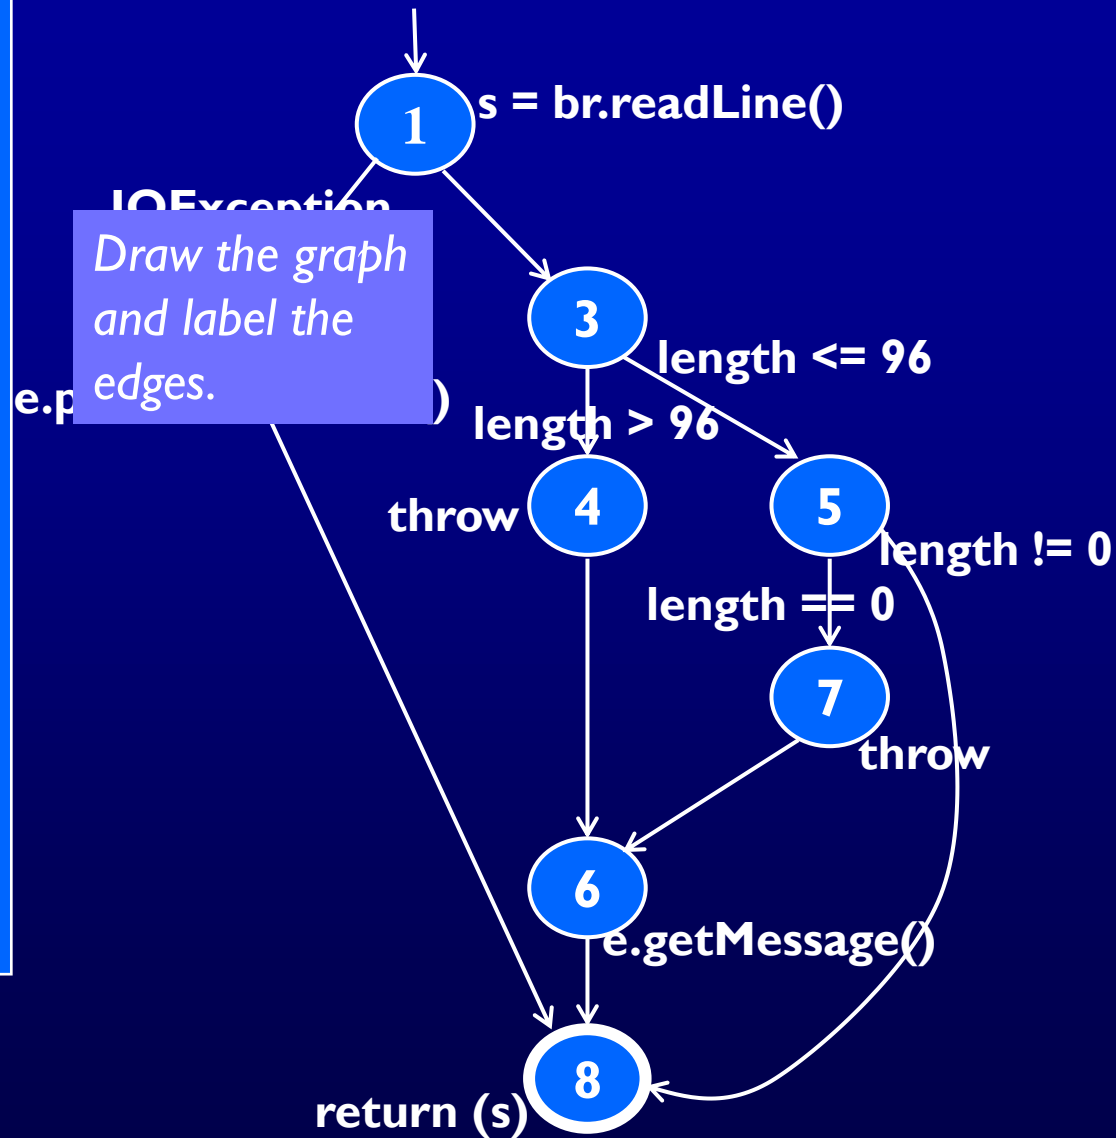 1
s = br.readLine()
IOException
Draw the graph
and label the
edges.
3
length <= 96
e.p
)
length > 96
throw
4
5
length != 0
length == 0
7
throw
6
e.getMessage()
8
return (s)